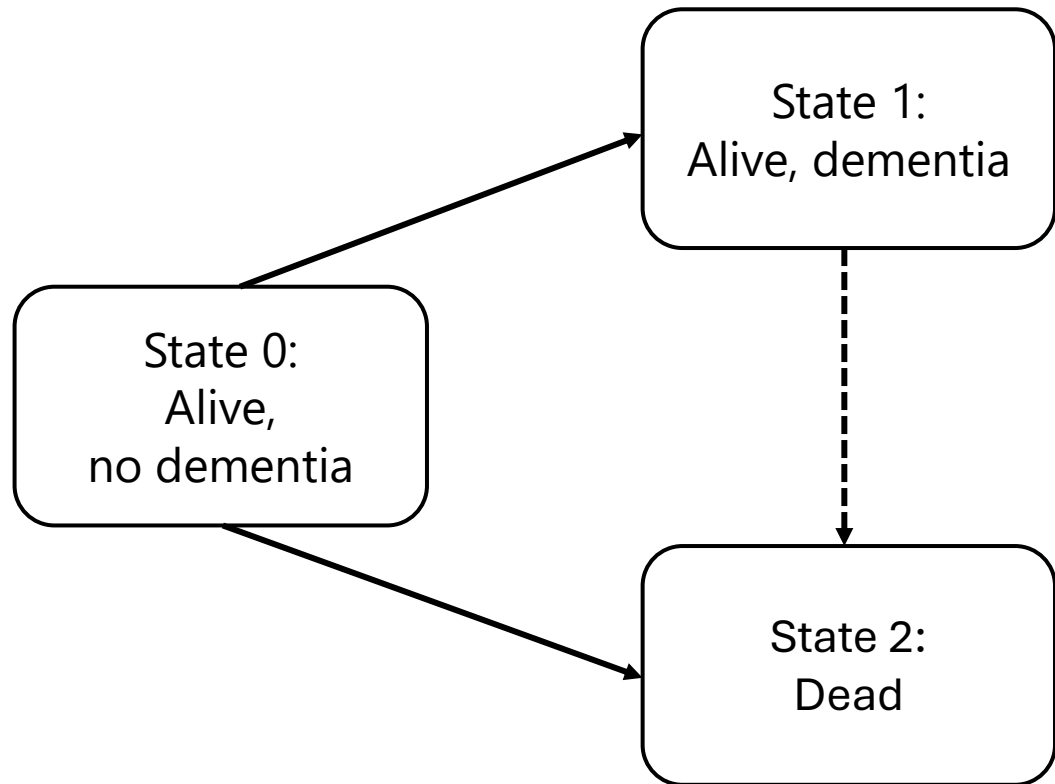 State 1:
Alive, dementia
State 0:
Alive,
no dementia
State 2:
Dead